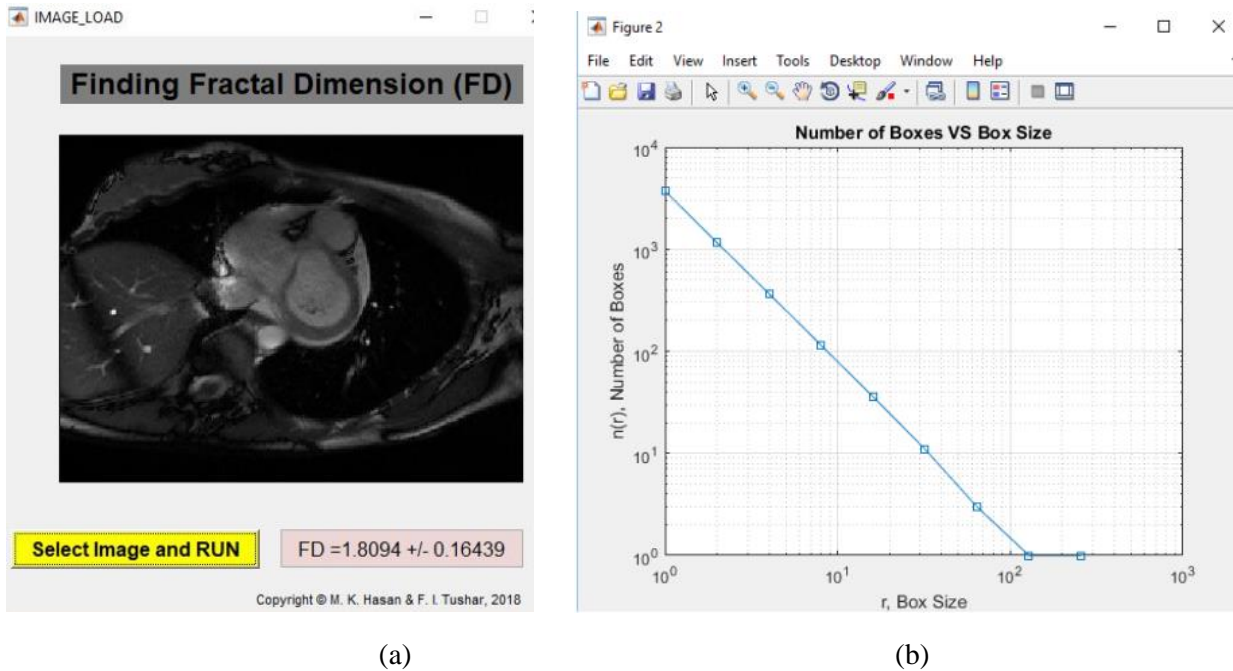 IMAGE_LOAD
Finding Fractal Dimension (FD)
Select Image and RUN
FD =1.8094 +/- 0.16439
Copyright © M. K. Hasan & F. I. Tushar, 2018
(a)
Figure 2
File Edit View Insert Tools Desktop Window Help
Number of Boxes VS Box Size
n(r), Number of Boxes
10^4
10^3
10^2
10^1
10^0
10^0 10^1 10^2 10^3
r, Box Size
(b)